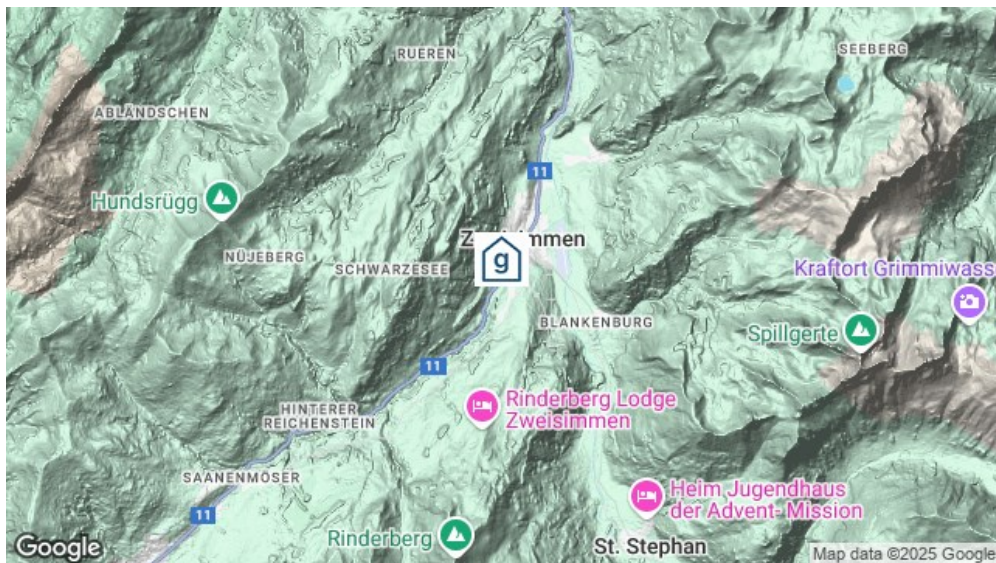 RUEREN
SEEBERG
ABLÄNDSCHEN
11
Hundsrügg
Zweisimmen
g
NÜJEBERG
SCHWARZESEE
Kraftort Grimmiwass
BLANKENBURG
Spillgerte
11
Rinderberg Lodge
Zweisimmen
HINTERER
REICHENSTEIN
SAANENMÖSER
Heim Jugendhaus
der Advent- Mission
11
Rinderberg
St. Stephan
Google
Map data ©2025 Google